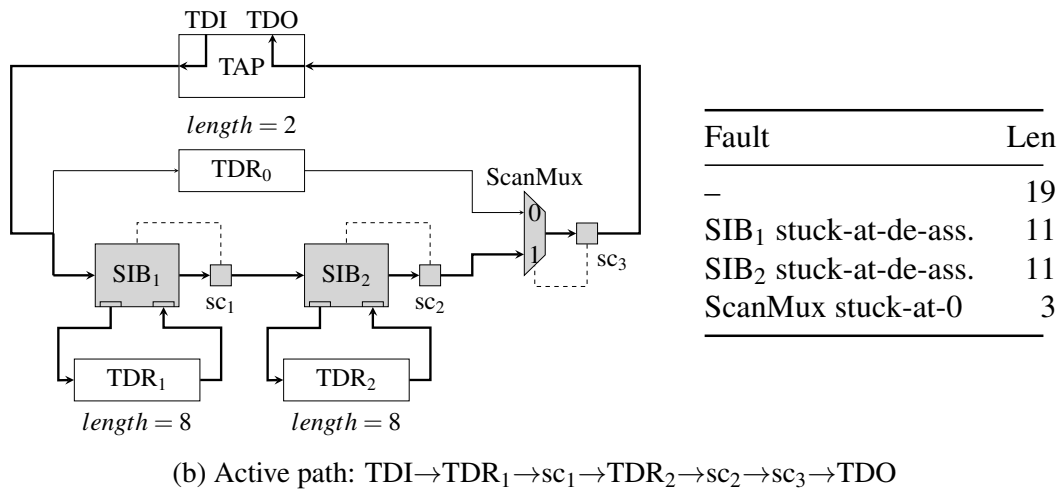 TDI TDO
TAP
length = 2
TDR₀
ScanMux
0
1
SIB₁
sc₁
SIB₂
sc₂
sc₃
TDR₁
length = 8
TDR₂
length = 8
Fault Len
– 19
SIB₁ stuck-at-de-ass. 11
SIB₂ stuck-at-de-ass. 11
ScanMux stuck-at-0 3
(b) Active path: TDI→TDR₁→sc₁→TDR₂→sc₂→sc₃→TDO